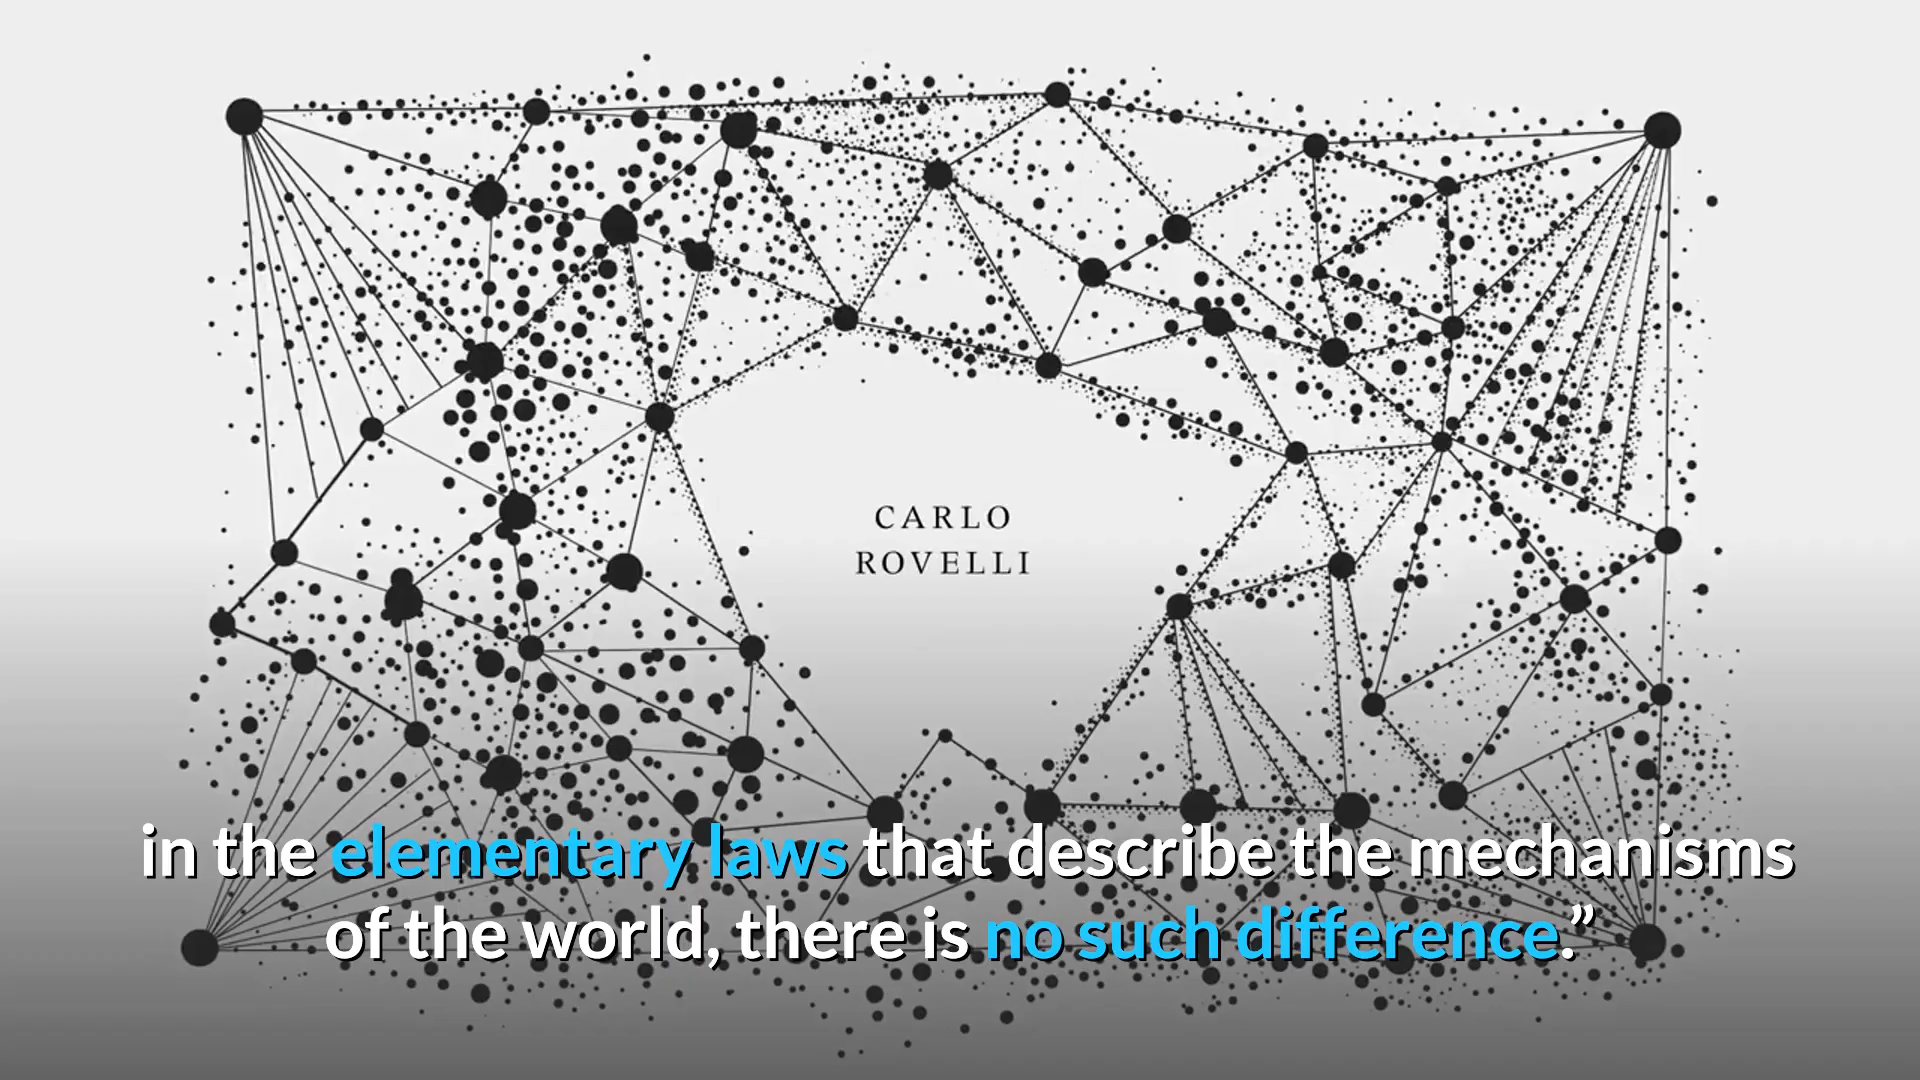 CARLO
ROVELLI
in the elementary laws that describe the mechanisms
of the world, there is no such difference.”